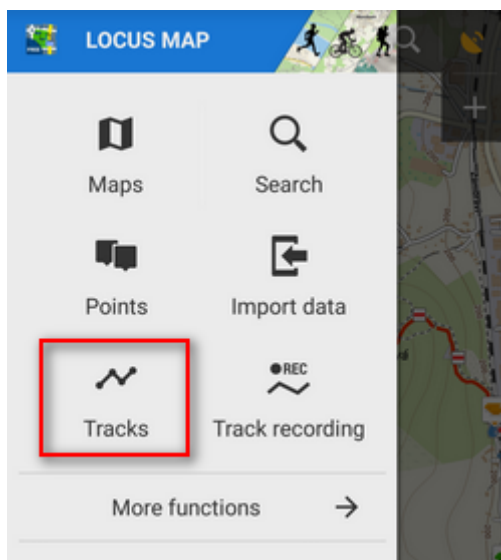 LOCUS MAP
Maps
Search
Points
Import data
REC
Tracks
Track recording
More functions